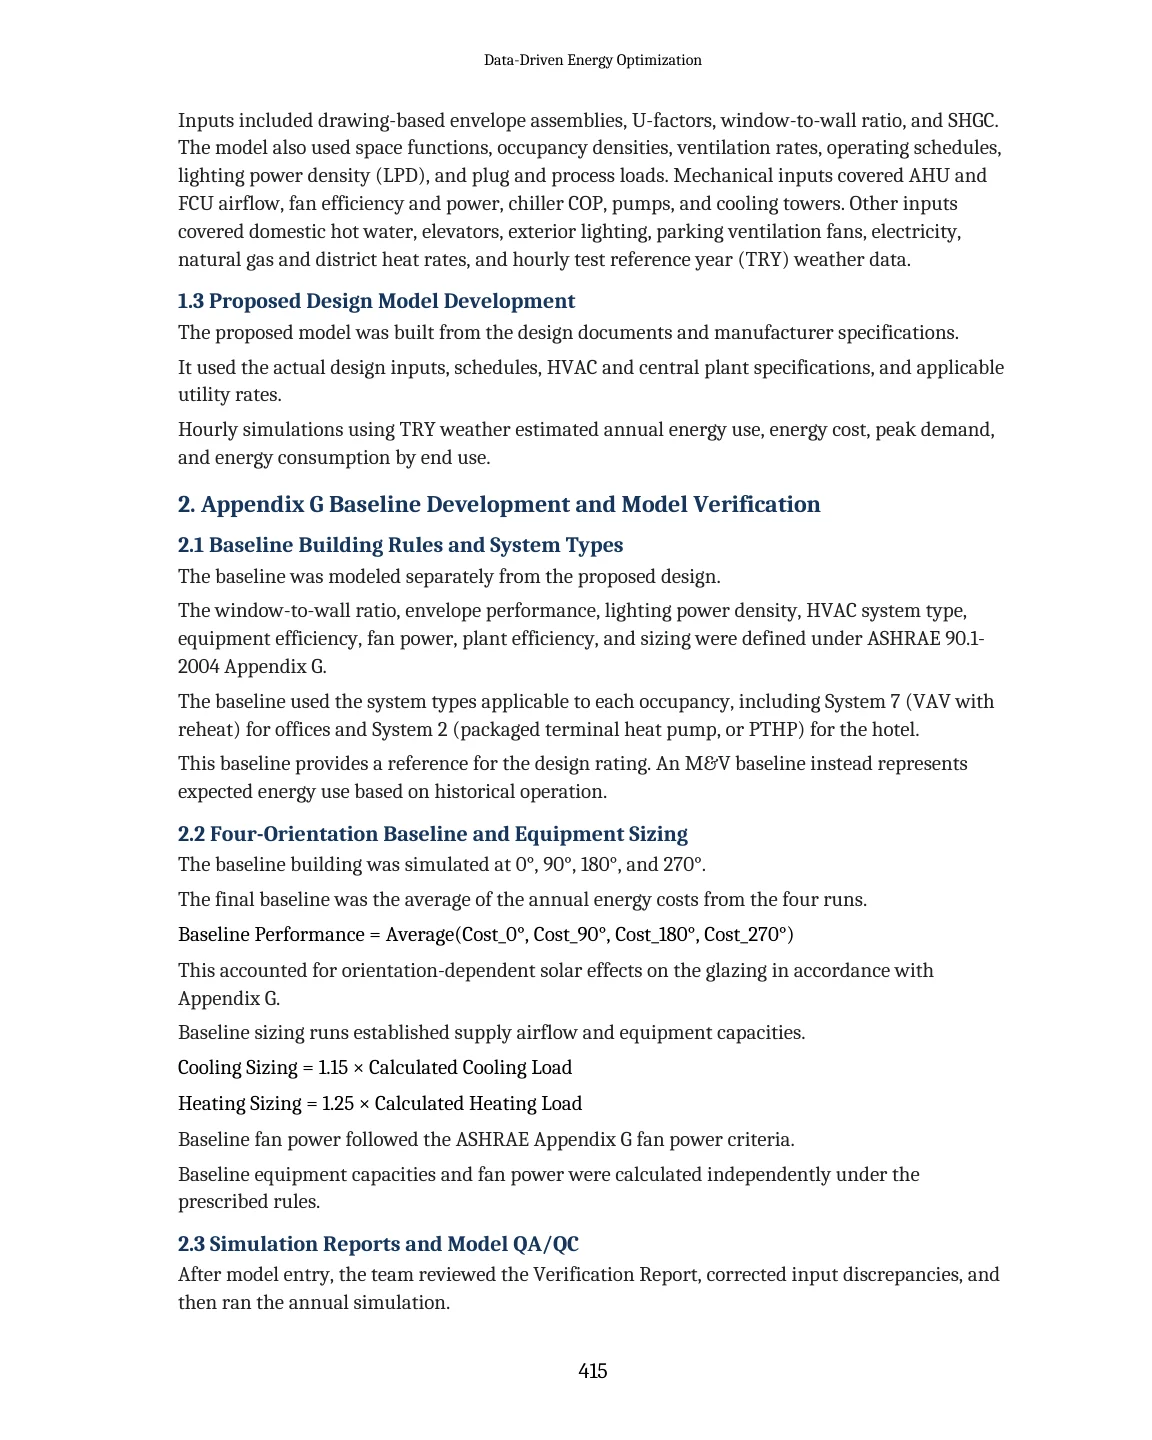 Data-Driven Energy Optimization
Inputs included drawing-based envelope assemblies, U-factors, window-to-wall ratio, and SHGC.
The model also used space functions, occupancy densities, ventilation rates, operating schedules,
lighting power density (LPD), and plug and process loads. Mechanical inputs covered AHU and
FCU airflow, fan efficiency and power, chiller COP, pumps, and cooling towers. Other inputs
covered domestic hot water, elevators, exterior lighting, parking ventilation fans, electricity,
natural gas and district heat rates, and hourly test reference year (TRY) weather data.
1.3 Proposed Design Model Development
The proposed model was built from the design documents and manufacturer specifications.
It used the actual design inputs, schedules, HVAC and central plant specifications, and applicable
utility rates.
Hourly simulations using TRY weather estimated annual energy use, energy cost, peak demand,
and energy consumption by end use.
2. Appendix G Baseline Development and Model Verification
2.1 Baseline Building Rules and System Types
The baseline was modeled separately from the proposed design.
The window-to-wall ratio, envelope performance, lighting power density, HVAC system type,
equipment efficiency, fan power, plant efficiency, and sizing were defined under ASHRAE 90.1-
2004 Appendix G.
The baseline used the system types applicable to each occupancy, including System 7 (VAV with
reheat) for offices and System 2 (packaged terminal heat pump, or PTHP) for the hotel.
This baseline provides a reference for the design rating. An M&V baseline instead represents
expected energy use based on historical operation.
2.2 Four-Orientation Baseline and Equipment Sizing
The baseline building was simulated at 0°, 90°, 180°, and 270°.
The final baseline was the average of the annual energy costs from the four runs.
Baseline Performance = Average(Cost_0°, Cost_90°, Cost_180°, Cost_270°)
This accounted for orientation-dependent solar effects on the glazing in accordance with
Appendix G.
Baseline sizing runs established supply airflow and equipment capacities.
Cooling Sizing = 1.15 × Calculated Cooling Load
Heating Sizing = 1.25 × Calculated Heating Load
Baseline fan power followed the ASHRAE Appendix G fan power criteria.
Baseline equipment capacities and fan power were calculated independently under the
prescribed rules.
2.3 Simulation Reports and Model QA/QC
After model entry, the team reviewed the Verification Report, corrected input discrepancies, and
then ran the annual simulation.
415